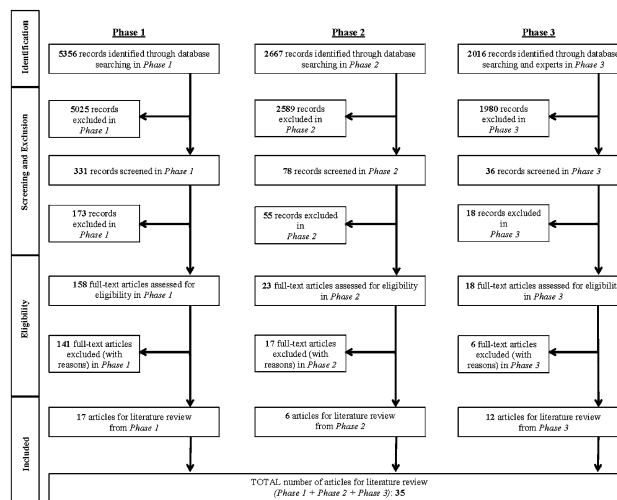 Phase 1
Phase 2
Phase 3
Identification
5356 records identified through database
searching in Phase 1
2667 records identified through database
searching in Phase 2
2016 records identified through database
searching and experts in Phase 3
Screening and Exclusion
5025 records
excluded in
Phase 1
2589 records
excluded in
Phase 2
1980 records
excluded in
Phase 3
331 records screened in Phase 1
78 records screened in Phase 2
36 records screened in Phase 3
173 records
excluded in
Phase 1
55 records excluded
in
Phase 2
18 records excluded
in
Phase 3
Eligibility
158 full-text articles assessed for
eligibility in Phase 1
23 full-text articles assessed for eligibility
in Phase 2
18 full-text articles assessed for eligibility
in Phase 3
141 full-text articles
excluded (with
reasons) in Phase 1
17 full-text articles
excluded (with
reasons) in Phase 2
6 full-text articles
excluded (with
reasons) in Phase 3
Included
17 articles for literature review
from Phase 1
6 articles for literature review
from Phase 2
12 articles for literature review
from Phase 3
TOTAL number of articles for literature review
(Phase 1 + Phase 2 + Phase 3): 35